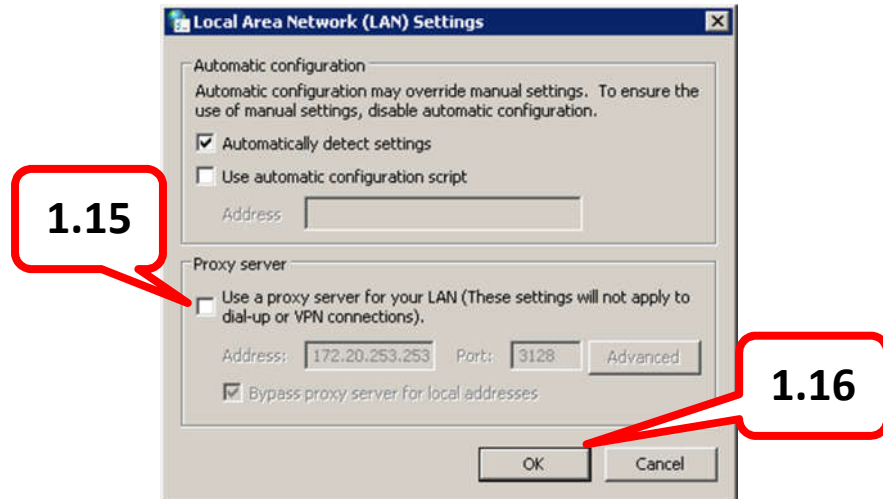 Local Area Network (LAN) Settings
Automatic configuration
Automatic configuration may override manual settings. To ensure the
use of manual settings, disable automatic configuration.
Automatically detect settings
Use automatic configuration script
Address
1.15
Proxy server
Use a proxy server for your LAN (These settings will not apply to
dial-up or VPN connections).
Address: 172.20.253.253 Port: 3128 Advanced
Bypass proxy server for local addresses
1.16
OK Cancel